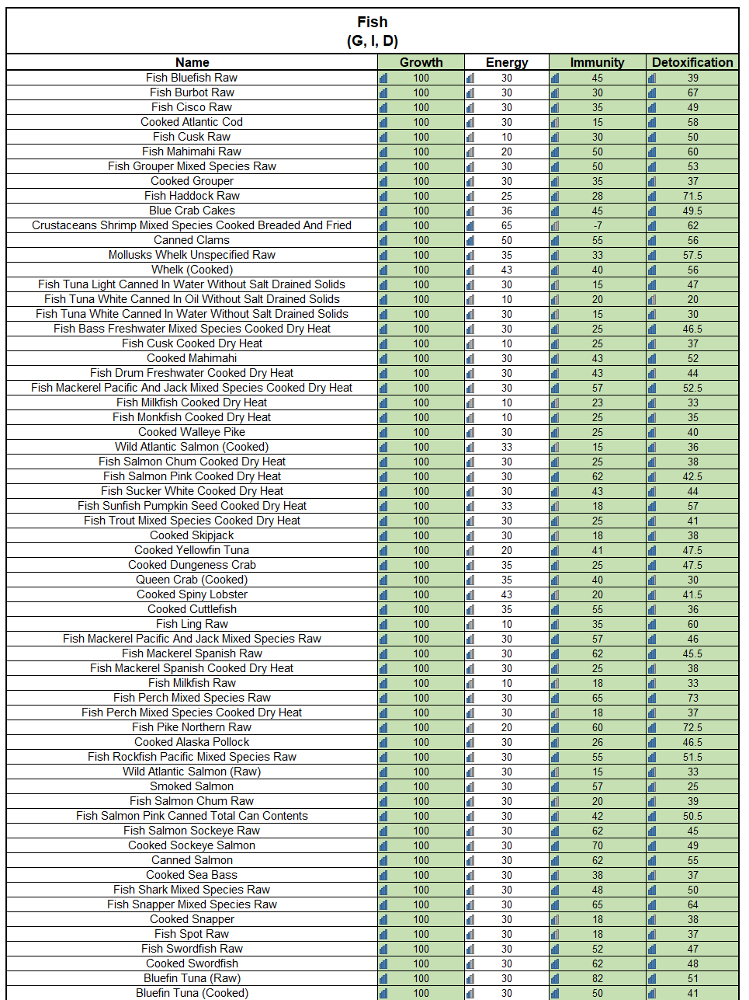 Fish
(G, I, D)
Name Growth Energy Immunity Detoxification
Fish Bluefish Raw 100 30 45 39
Fish Burbot Raw 100 30 30 67
Fish Cisco Raw 100 30 35 49
Cooked Atlantic Cod 100 30 15 58
Fish Cusk Raw 100 10 30 50
Fish Mahimahi Raw 100 20 50 60
Fish Grouper Mixed Species Raw 100 30 50 53
Cooked Grouper 100 30 35 37
Fish Haddock Raw 100 25 28 71.5
Blue Crab Cakes 100 36 45 49.5
Crustaceans Shrimp Mixed Species Cooked Breaded And Fried 100 65 -7 62
Canned Clams 100 50 55 56
Mollusks Whelk Unspecified Raw 100 35 33 57.5
Whelk (Cooked) 100 43 40 56
Fish Tuna Light Canned In Water Without Salt Drained Solids 100 30 15 47
Fish Tuna White Canned In Oil Without Salt Drained Solids 100 10 20 20
Fish Tuna White Canned In Water Without Salt Drained Solids 100 30 15 30
Fish Bass Freshwater Mixed Species Cooked Dry Heat 100 30 25 46.5
Fish Cusk Cooked Dry Heat 100 10 25 37
Cooked Mahimahi 100 30 43 52
Fish Drum Freshwater Cooked Dry Heat 100 30 43 44
Fish Mackerel Pacific And Jack Mixed Species Cooked Dry Heat 100 30 57 52.5
Fish Milkfish Cooked Dry Heat 100 10 23 33
Fish Monkfish Cooked Dry Heat 100 10 25 35
Cooked Walleye Pike 100 30 25 40
Wild Atlantic Salmon (Cooked) 100 33 15 36
Fish Salmon Chum Cooked Dry Heat 100 30 25 38
Fish Salmon Pink Cooked Dry Heat 100 30 62 42.5
Fish Sucker White Cooked Dry Heat 100 30 43 44
Fish Sunfish Pumpkin Seed Cooked Dry Heat 100 33 18 57
Fish Trout Mixed Species Cooked Dry Heat 100 30 25 41
Cooked Skipjack 100 30 18 38
Cooked Yellowfin Tuna 100 20 41 47.5
Cooked Dungeness Crab 100 35 25 47.5
Queen Crab (Cooked) 100 35 40 30
Cooked Spiny Lobster 100 43 20 41.5
Cooked Cuttlefish 100 35 55 36
Fish Ling Raw 100 10 35 60
Fish Mackerel Pacific And Jack Mixed Species Raw 100 30 57 46
Fish Mackerel Spanish Raw 100 30 62 45.5
Fish Mackerel Spanish Cooked Dry Heat 100 30 25 38
Fish Milkfish Raw 100 10 18 33
Fish Perch Mixed Species Raw 100 30 65 73
Fish Perch Mixed Species Cooked Dry Heat 100 30 18 37
Fish Pike Northern Raw 100 20 60 72.5
Cooked Alaska Pollock 100 30 26 46.5
Fish Rockfish Pacific Mixed Species Raw 100 30 55 51.5
Wild Atlantic Salmon (Raw) 100 30 15 33
Smoked Salmon 100 30 57 25
Fish Salmon Chum Raw 100 30 20 39
Fish Salmon Pink Canned Total Can Contents 100 30 42 50.5
Fish Salmon Sockeye Raw 100 30 62 45
Cooked Sockeye Salmon 100 30 70 49
Canned Salmon 100 30 62 55
Cooked Sea Bass 100 30 38 37
Fish Shark Mixed Species Raw 100 30 48 50
Fish Snapper Mixed Species Raw 100 30 65 64
Cooked Snapper 100 30 18 38
Fish Spot Raw 100 30 18 37
Fish Swordfish Raw 100 30 52 47
Cooked Swordfish 100 30 62 48
Bluefin Tuna (Raw) 100 30 82 51
Bluefin Tuna (Cooked) 100 30 50 41